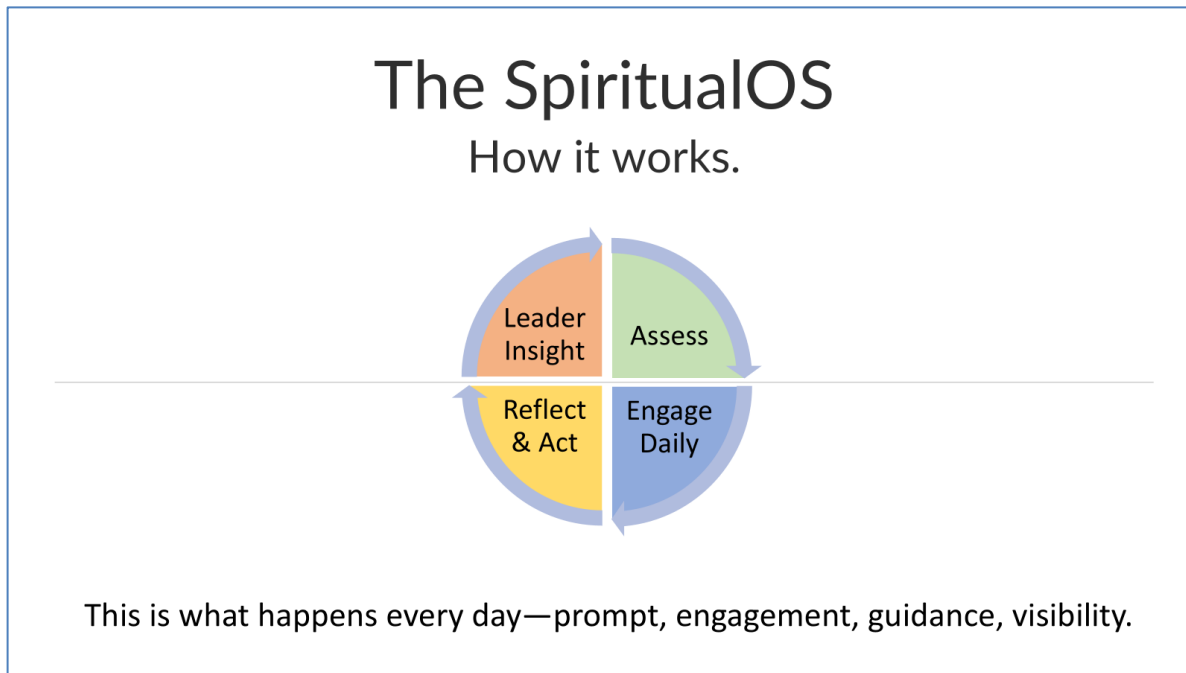 The SpiritualOS
How it works.
Leader
Insight
Assess
Reflect
& Act
Engage
Daily
This is what happens every day—prompt, engagement, guidance, visibility.